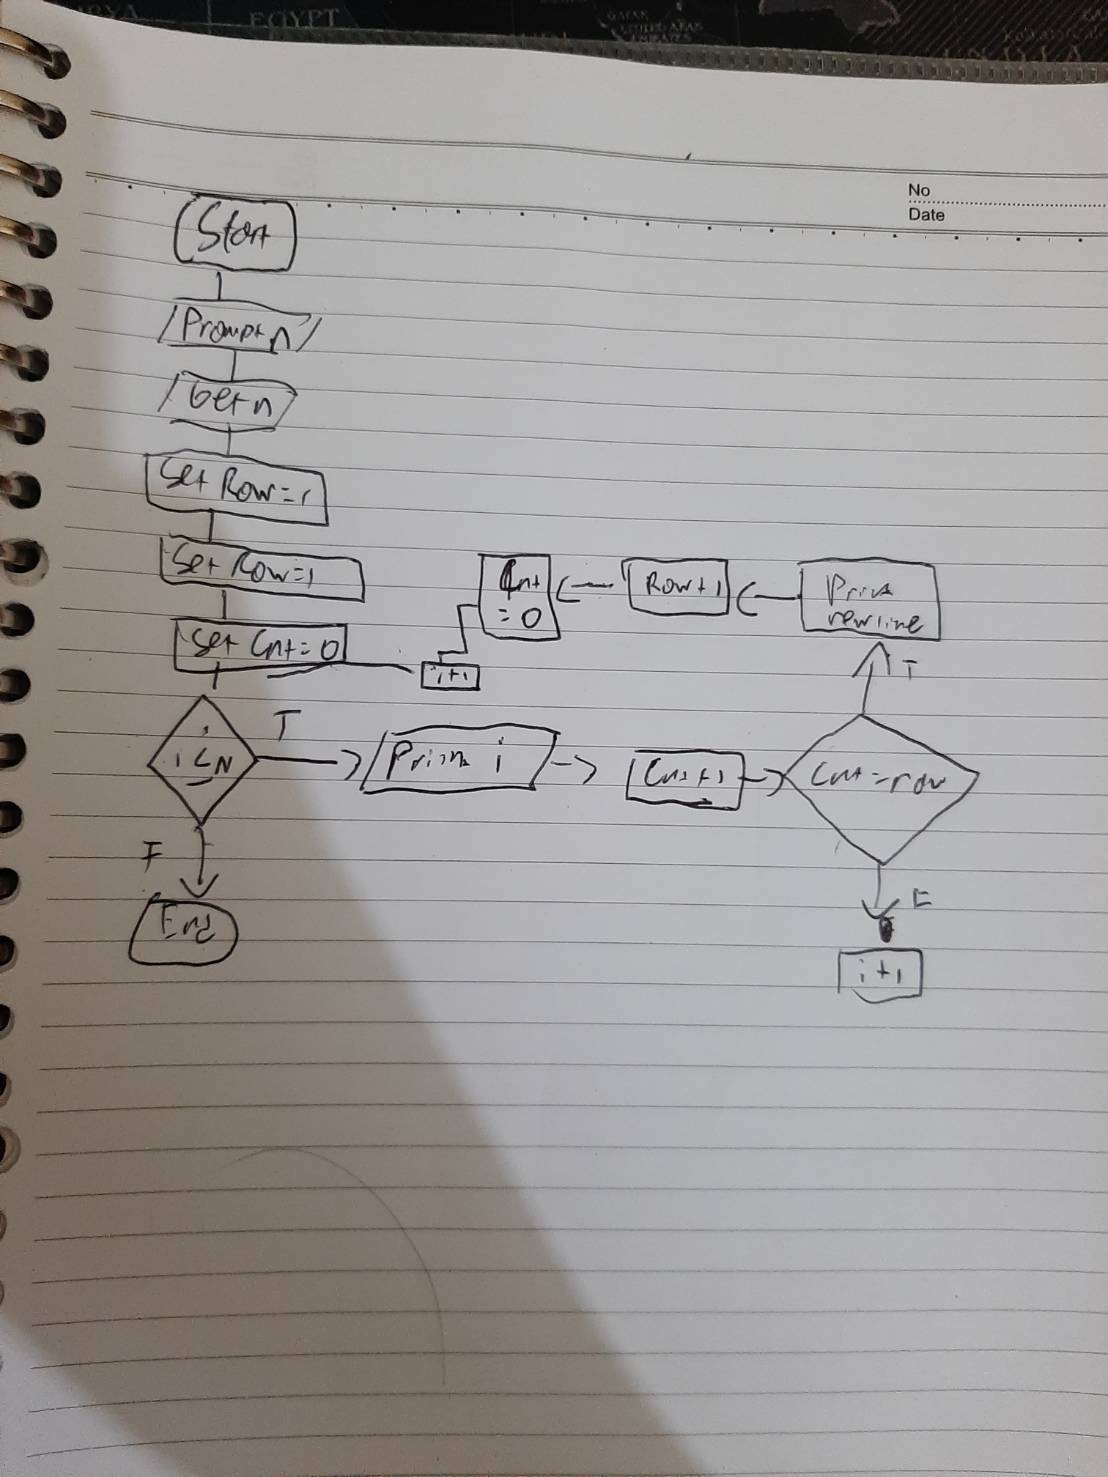 EGYPT
No
Date
Start
Prompt n
Get n
Set Row=1
Set Row=1
Set Cnt=0
i+1
Cnt
=0
Row+1
Print
newline
T
i≤N
T
Print i
Cnt+1
Cnt=row
F
End
F
i+1